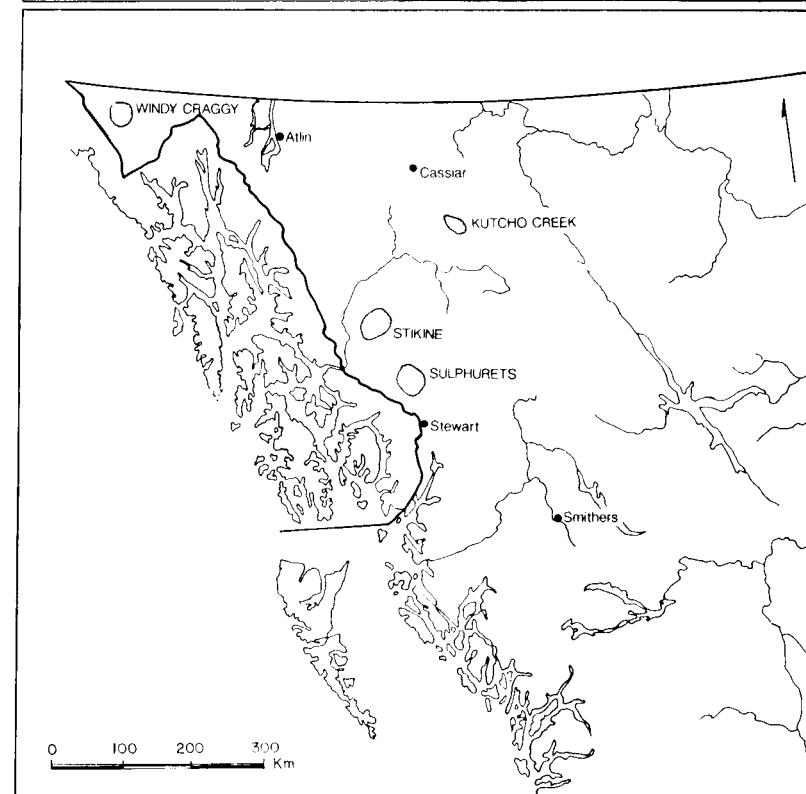 WINDY CRAGGY
Atlin
Cassiar
KUTCHO CREEK
STIKINE
SULPHURETS
Stewart
Smithers
0 100 200 300
Km